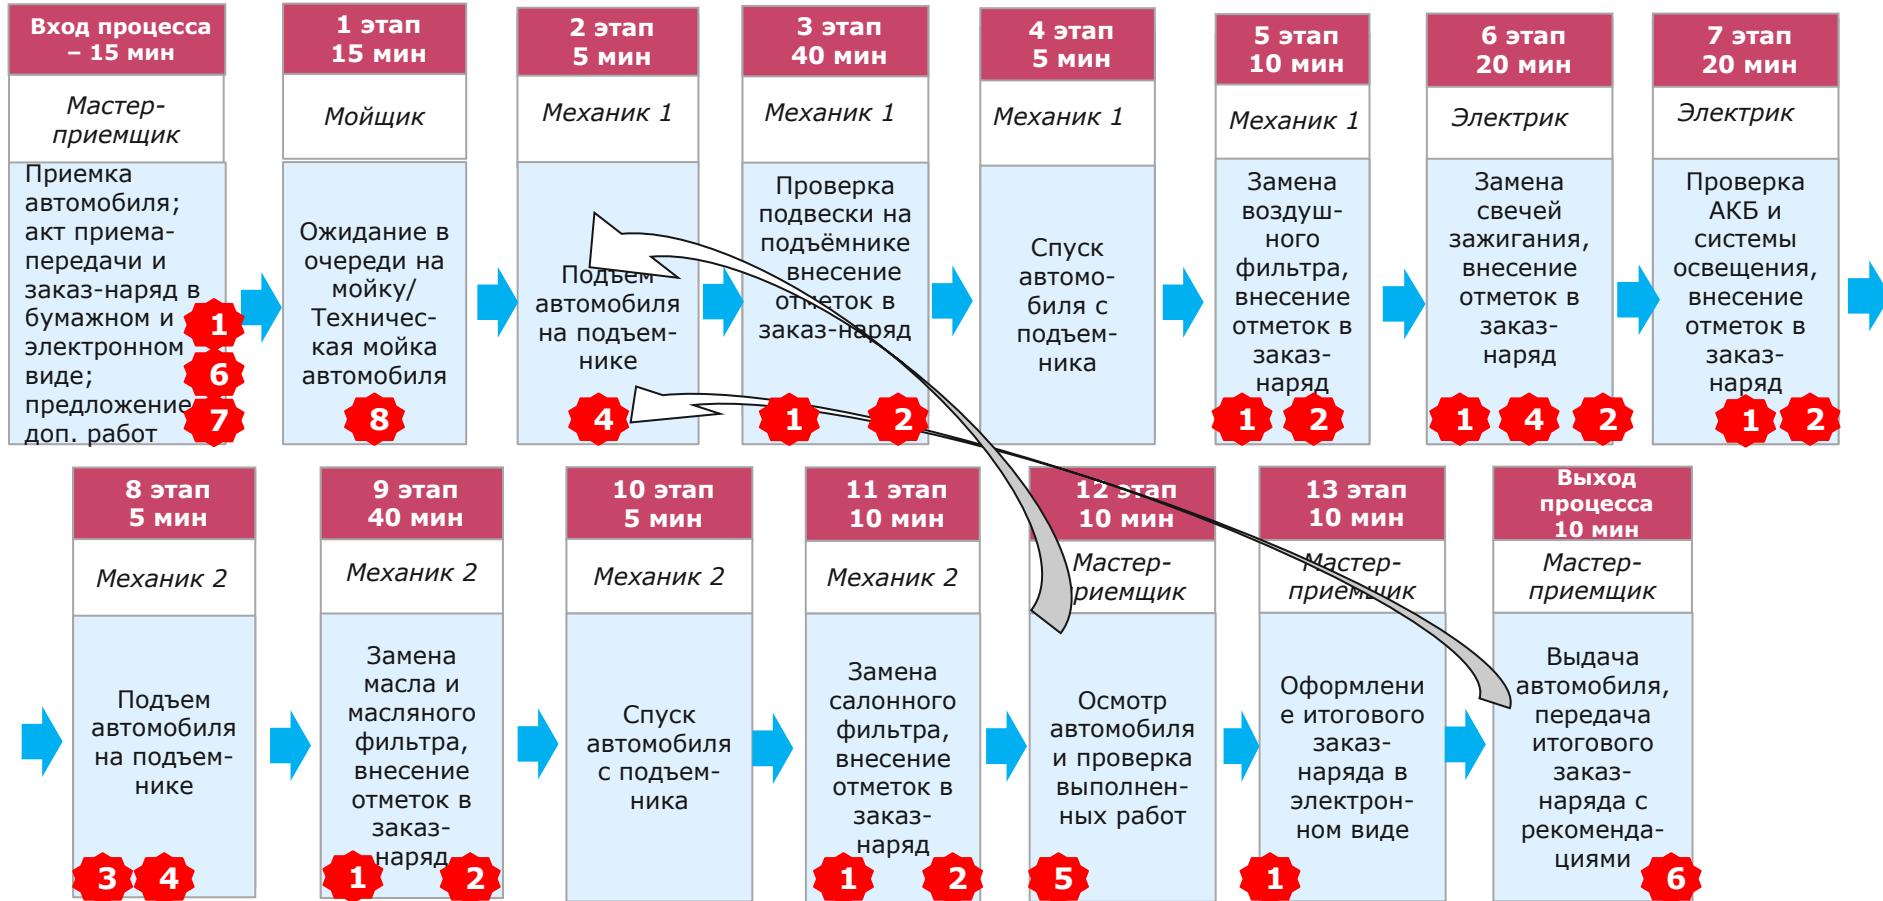 Вход процесса
– 15 мин
Мастер-
приемщик
Приемка
автомобиля;
акт приема-
передачи и
заказ-наряд в
бумажном и
электронном
виде;
предложение
доп. работ
1
6
7
1 этап
15 мин
Мойщик
Ожидание в
очереди на
мойку/
Техничес-
кая мойка
автомобиля
8
2 этап
5 мин
Механик 1
Подъем
автомобиля
на подъем-
нике
4
3 этап
40 мин
Механик 1
Проверка
подвески на
подъёмнике
внесение
отметок в
заказ-наряд
1 2
4 этап
5 мин
Механик 1
Спуск
автомо-
биля с
подъем-
ника
5 этап
10 мин
Механик 1
Замена
воздуш-
ного
фильтра,
внесение
отметок в
заказ-
наряд
1 2
6 этап
20 мин
Электрик
Замена
свечей
зажигания,
внесение
отметок в
заказ-
наряд
1 4 2
7 этап
20 мин
Электрик
Проверка
АКБ и
системы
освещения,
внесение
отметок в
заказ-
наряд
1 2
8 этап
5 мин
Механик 2
Подъем
автомобиля
на подъем-
нике
3 4
9 этап
40 мин
Механик 2
Замена
масла и
масляного
фильтра,
внесение
отметок в
заказ-
наряд
1 2
10 этап
5 мин
Механик 2
Спуск
автомобиля
с подъем-
ника
11 этап
10 мин
Механик 2
Замена
салонного
фильтра,
внесение
отметок в
заказ-
наряд
1 2
12 этап
10 мин
Мастер-
приемщик
Осмотр
автомобиля
и проверка
выполнен-
ных работ
5
13 этап
10 мин
Мастер-
приемщик
Оформлени
е итогового
заказ-
наряда в
электрон-
ном виде
1
Выход
процесса
10 мин
Мастер-
приемщик
Выдача
автомобиля,
передача
итогового
заказ-
наряда с
рекоменда-
циями
6